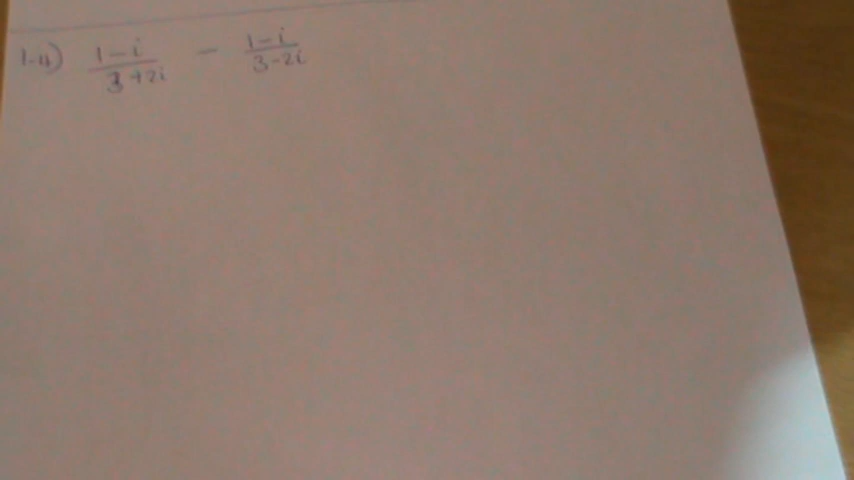 1-4) 1-i / 3+2i - 1-i / 3-2i